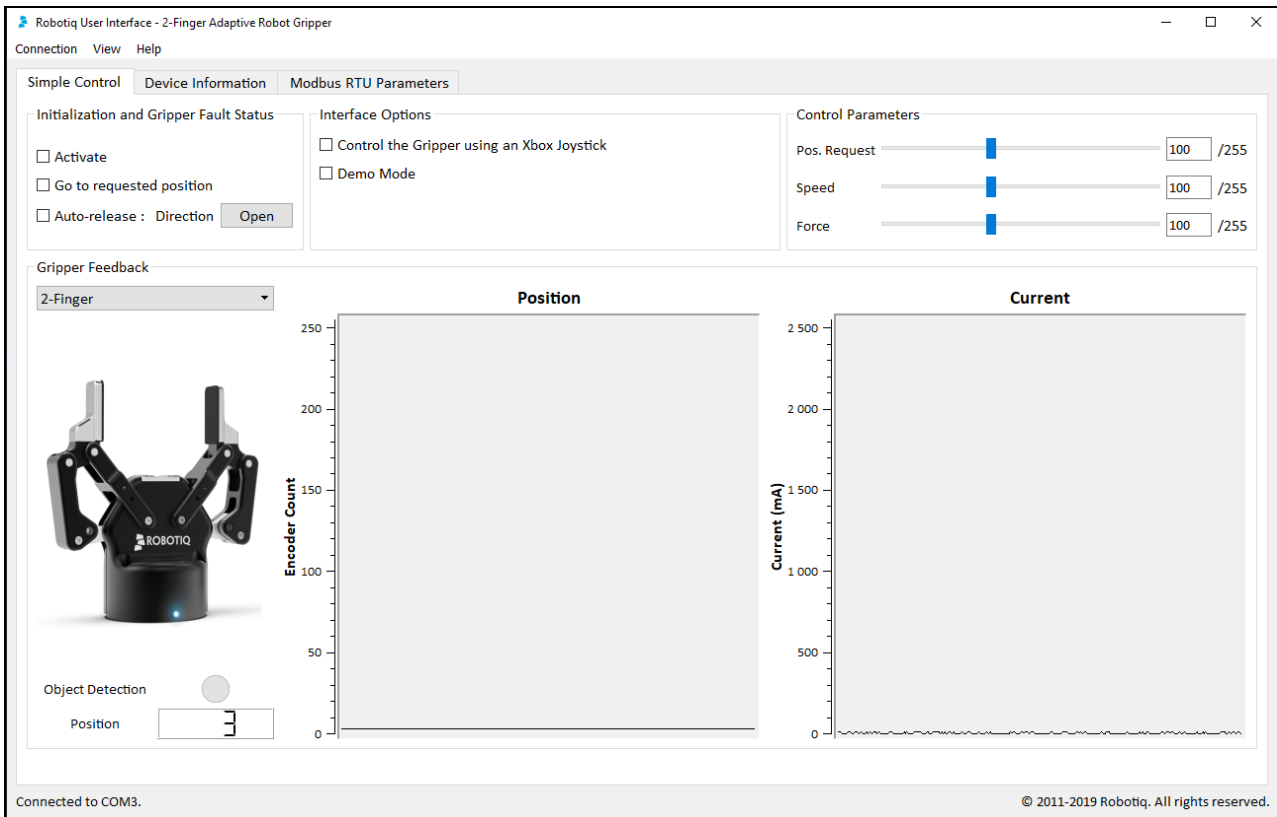 Robotiq User Interface - 2-Finger Adaptive Robot Gripper
Connection View Help
Simple Control Device Information Modbus RTU Parameters
Initialization and Gripper Fault Status
Activate
Go to requested position
Auto-release : Direction Open
Interface Options
Control the Gripper using an Xbox Joystick
Demo Mode
Control Parameters
Pos. Request 100 /255
Speed 100 /255
Force 100 /255
Gripper Feedback
2-Finger
ROBOTIQ
Object Detection
Position 3
Position
Encoder Count
250
200
150
100
50
0
Current
Current (mA)
2 500
2 000
1 500
1 000
500
0
Connected to COM3.
© 2011-2019 Robotiq. All rights reserved.